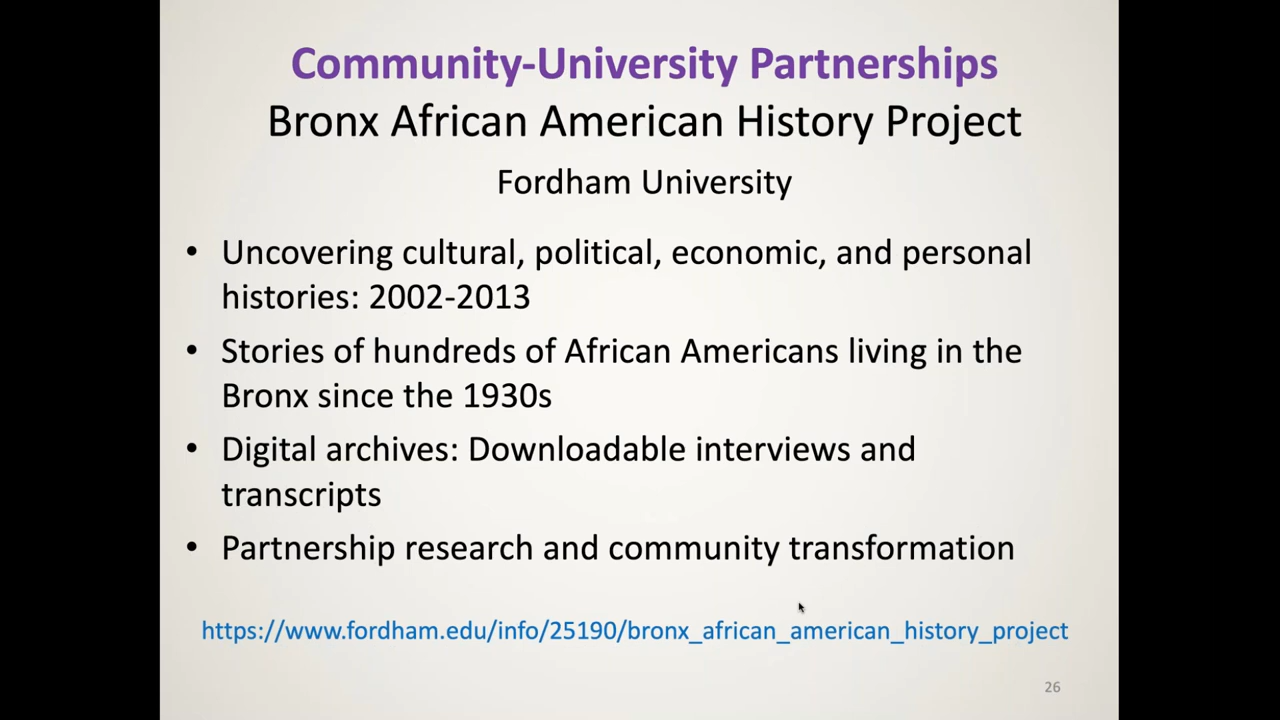 Community-University Partnerships
Bronx African American History Project
Fordham University
• Uncovering cultural, political, economic, and personal
histories: 2002-2013
• Stories of hundreds of African Americans living in the
Bronx since the 1930s
• Digital archives: Downloadable interviews and
transcripts
• Partnership research and community transformation
https://www.fordham.edu/info/25190/bronx_african_american_history_project
26